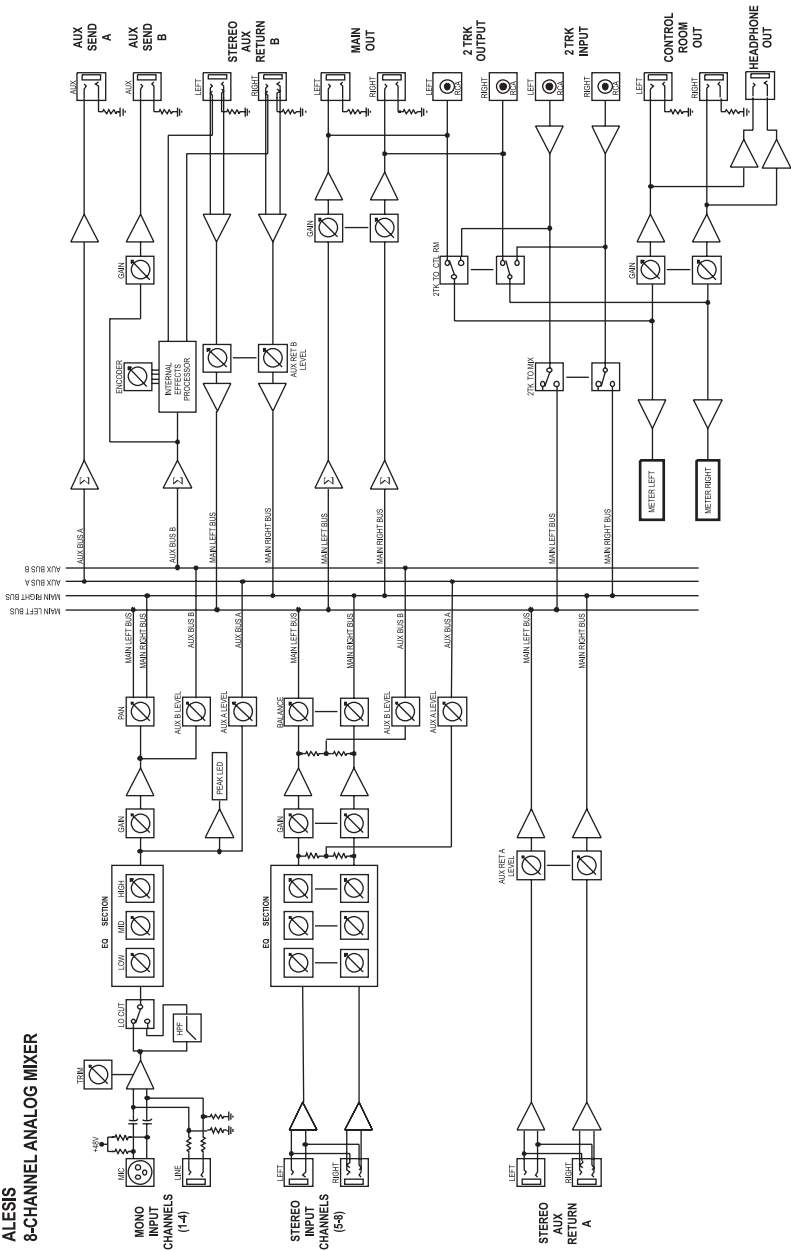 ALESIS
8-CHANNEL ANALOG MIXER
MONO
INPUT
CHANNELS
(1-4)
MIC
+48V
LINE
TRIM
LO CUT
HPF
EQ SECTION
LOW
MID
HIGH
GAIN
PEAK LED
PAN
AUX B LEVEL
AUX A LEVEL
MAIN LEFT BUS
MAIN RIGHT BUS
AUX BUS B
AUX BUS A
STEREO
INPUT
CHANNELS
(5-8)
LEFT
RIGHT
EQ SECTION
GAIN
BALANCE
AUX B LEVEL
AUX A LEVEL
MAIN LEFT BUS
MAIN RIGHT BUS
AUX BUS B
AUX BUS A
STEREO
AUX
RETURN
A
LEFT
RIGHT
AUX RET A
LEVEL
MAIN LEFT BUS
MAIN RIGHT BUS
MAIN LEFT BUS
MAIN RIGHT BUS
AUX BUS A
AUX BUS B
AUX BUS A
Σ
AUX
AUX
SEND
A
AUX BUS B
Σ
ENCODER
INTERNAL
EFFECTS
PROCESSOR
GAIN
AUX
AUX
SEND
B
MAIN LEFT BUS
MAIN RIGHT BUS
AUX RET B
LEVEL
LEFT
RIGHT
STEREO
AUX
RETURN
B
MAIN LEFT BUS
MAIN RIGHT BUS
Σ
Σ
GAIN
LEFT
RIGHT
MAIN
OUT
LEFT
RCA
RIGHT
RCA
2 TRK
OUTPUT
2TK TO CTL RM
MAIN LEFT BUS
MAIN RIGHT BUS
2TK TO MIX
LEFT
RCA
RIGHT
RCA
2 TRK
INPUT
METER LEFT
METER RIGHT
GAIN
LEFT
RIGHT
CONTROL
ROOM
OUT
HEADPHONE
OUT